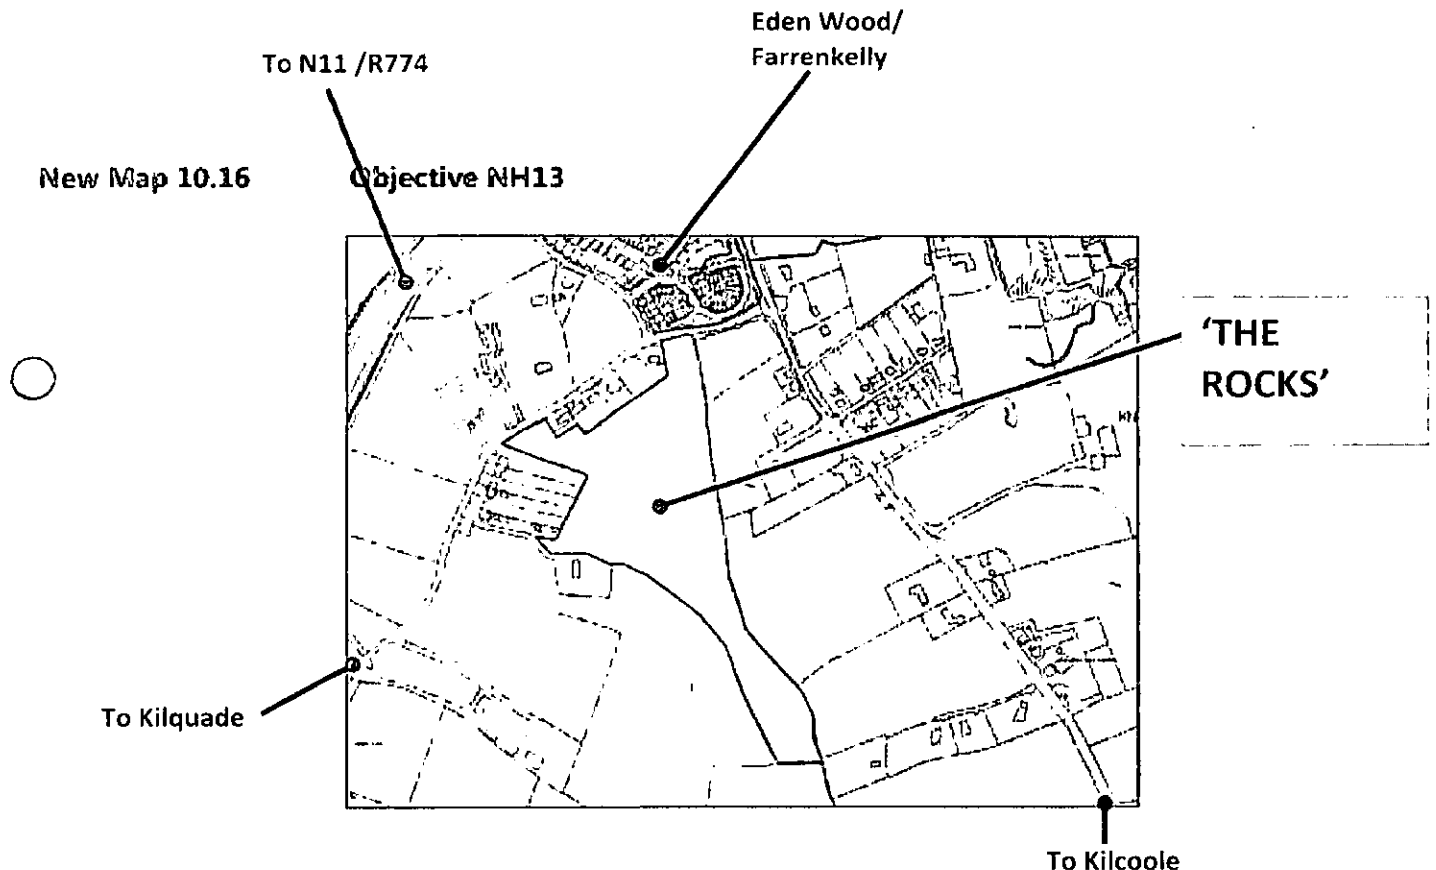 Eden Wood/
Farrenkelly
To N11 /R774
New Map 10.16 Objective NH13
'THE
ROCKS'
To Kilquade
To Kilcoole